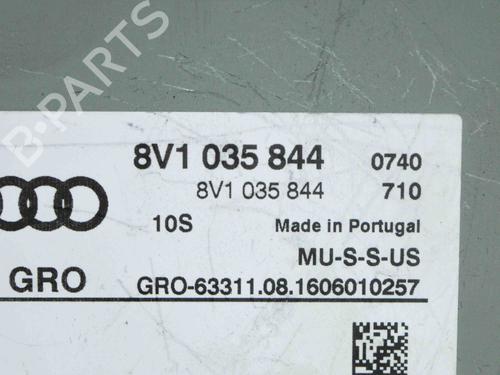 B-PARTS
8V1 035 844 0740
8V1 035 844 710
10S Made in Portugal
MU-S-S-US
GRO GRO-63311.08.1606010257